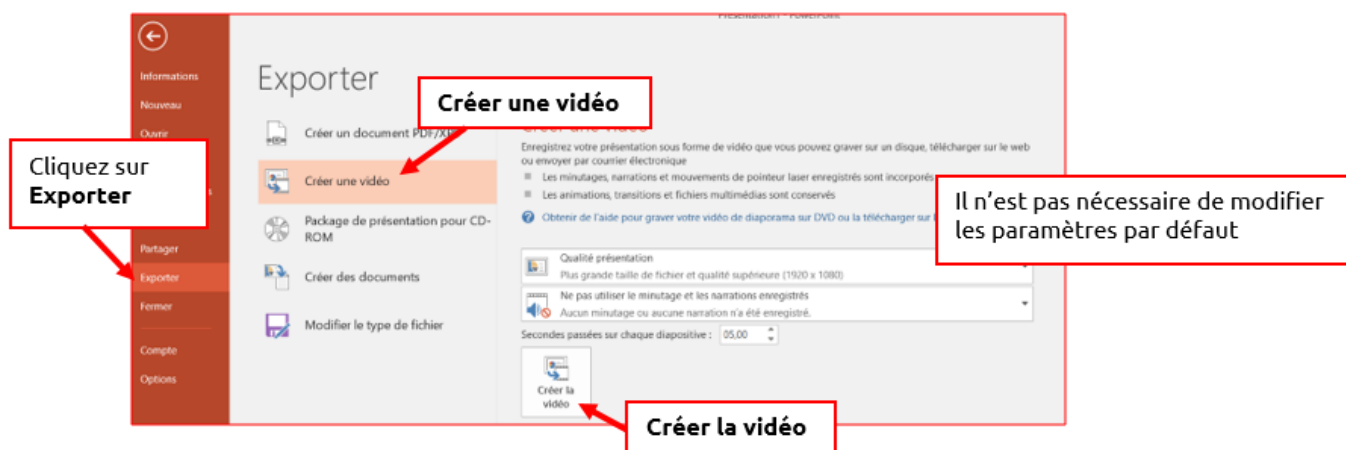 Présentation1 - PowerPoint
Informations
Nouveau
Ouvrir
Partager
Exporter
Fermer
Compte
Options
Cliquez sur
Exporter
Exporter
Créer une vidéo
Créer un document PDF/XP
Créer une vidéo
Package de présentation pour CD-
ROM
Créer des documents
Modifier le type de fichier
Créer une vidéo
Enregistrez votre présentation sous forme de vidéo que vous pouvez graver sur un disque, télécharger sur le web
ou envoyer par courrier électronique
Les minutages, narrations et mouvements de pointeur laser enregistrés sont incorporés
Les animations, transitions et fichiers multimédias sont conservés
Obtenir de l'aide pour graver votre vidéo de diaporama sur DVD ou la télécharger sur
Il n'est pas nécessaire de modifier
les paramètres par défaut
Qualité présentation
Plus grande taille de fichier et qualité supérieure (1920 x 1080)
Ne pas utiliser le minutage et les narrations enregistrés
Aucun minutage ou aucune narration n'a été enregistré.
Secondes passées sur chaque diapositive : 05,00
Créer la
vidéo
Créer la vidéo